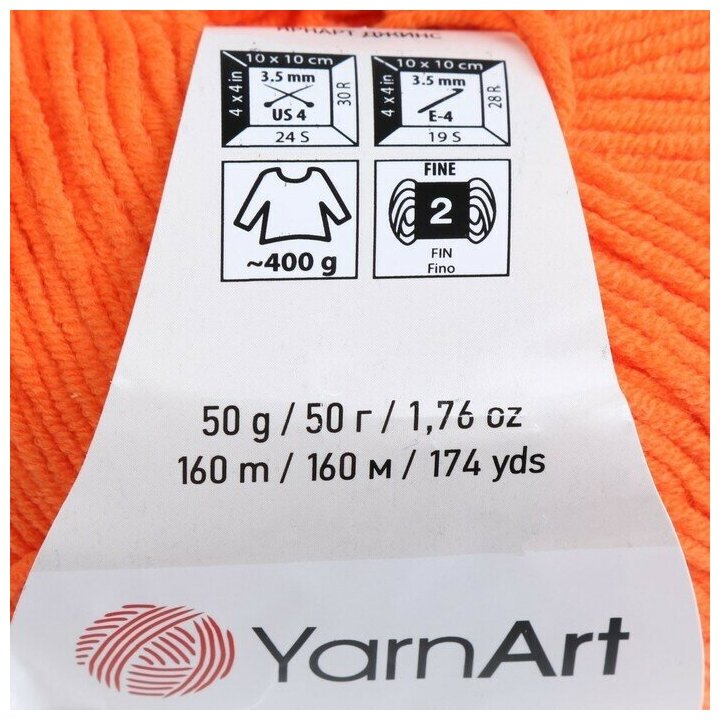 ЯРНАРТ ДЖИНС
10 x 10 cm
4 x 4 in
3.5 mm
US 4
30 R
24 S
10 x 10 cm
4 x 4 in
3.5 mm
E-4
28 R
19 S
~400 g
FINE
2
FIN
Fino
50 g / 50 г / 1,76 oz
160 m / 160 м / 174 yds
YarnArt